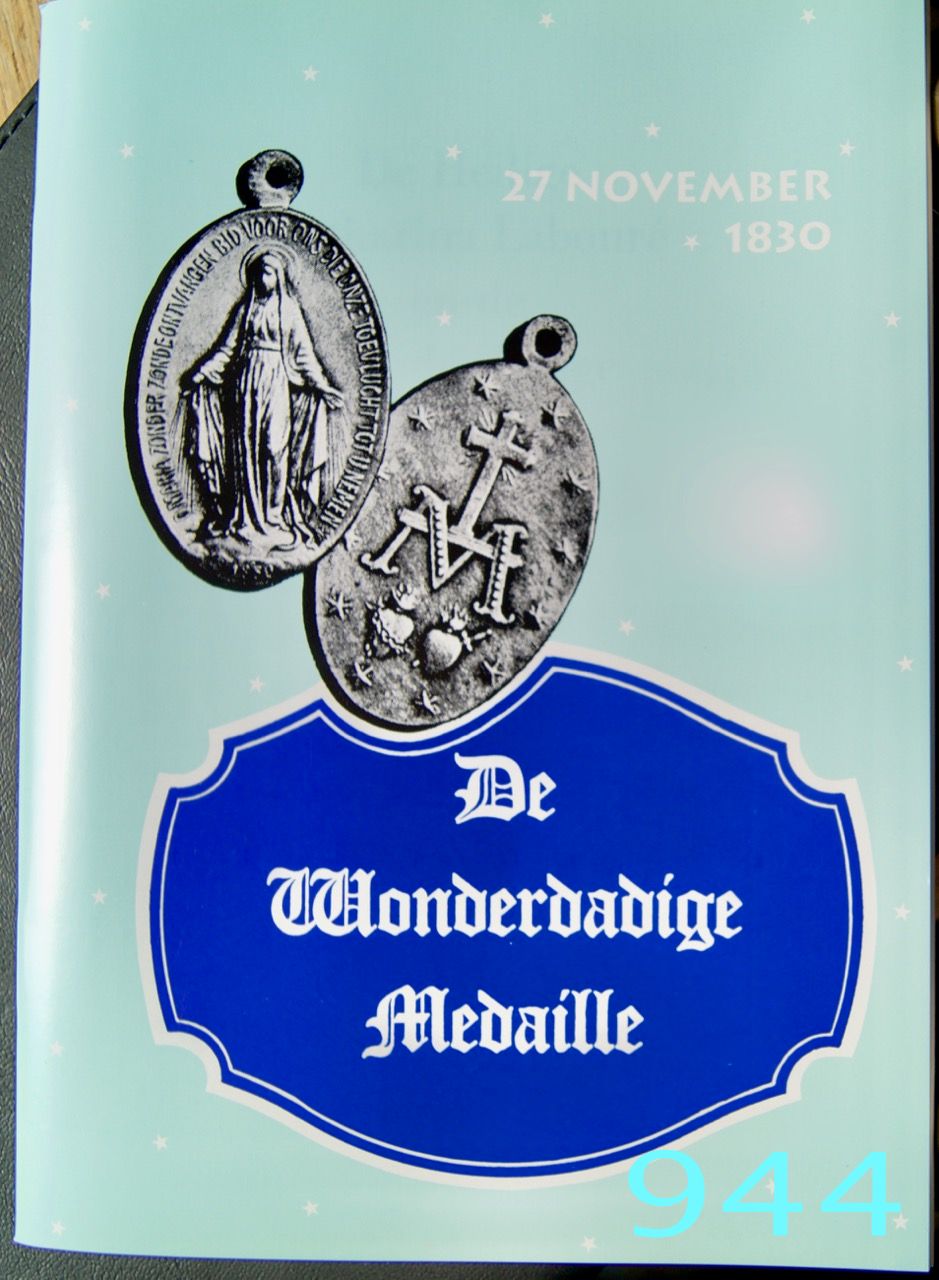 27 NOVEMBER
1830
O MARIA ZONDER ZONDE ONTVANGEN BID VOOR ONS DIE ONZE TOEVLUCHT TOT U NEMEN
M
De
Wonderdadige
Medaille
944